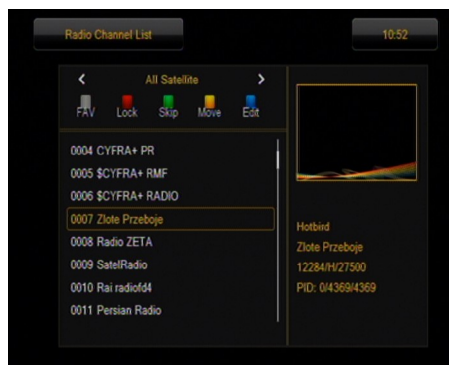 Radio Channel List
10:52
All Satellite
FAV Lock Skip Move Edit
0004 CYFRA+ PR
0005 $CYFRA+ RMF
0006 $CYFRA+ RADIO
0007 Zlote Przeboje
0008 Radio ZETA
0009 SatelRadio
0010 Rai radiofd4
0011 Persian Radio
Hotbird
Zlote Przeboje
12284/H/27500
PID: 0/4369/4369